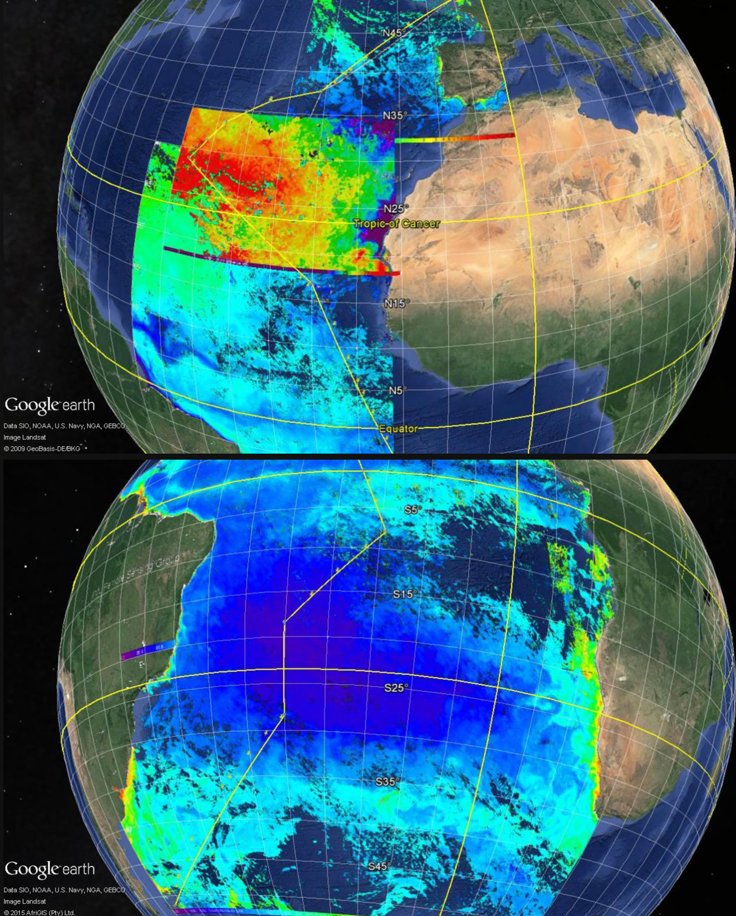 N45°
N35°
N25°
Tropic of Cancer
N15°
N5°
Equator
Google earth
Data SIO, NOAA, U.S. Navy, NGA, GEBCO
Image Landsat
© 2009 GeoBasis-DE/BKG
S5°
S15°
S25°
S35°
S45°
Google earth
Data SIO, NOAA, U.S. Navy, NGA, GEBCO
Image Landsat
© 2015 AfriGIS (Pty) Ltd.